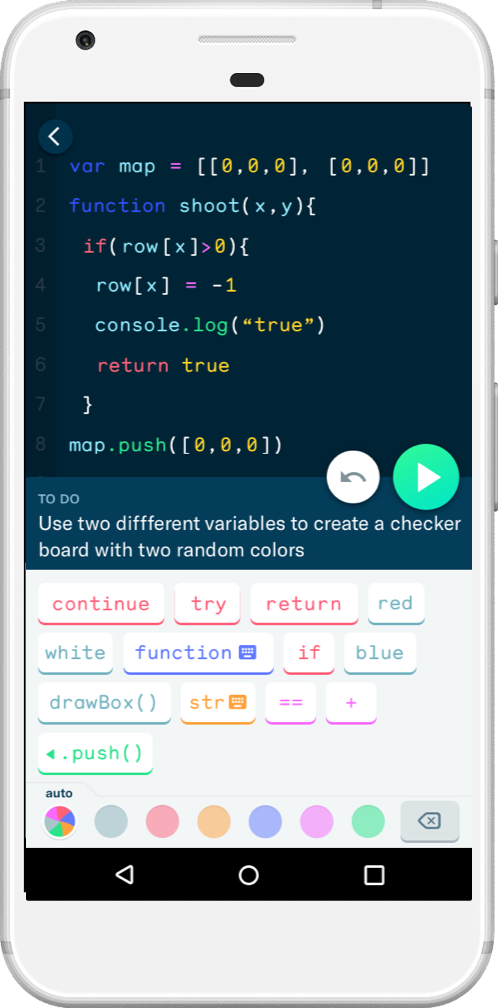 1 var map = [[0,0,0], [0,0,0]]
2 function shoot(x,y){
3 if(row[x]>0){
4 row[x] = -1
5 console.log(“true”)
6 return true
7 }
8 map.push([0,0,0])
TO DO
Use two diffferent variables to create a checker
board with two random colors
continue try return red
white function if blue
drawBox() str == +
.push()
auto